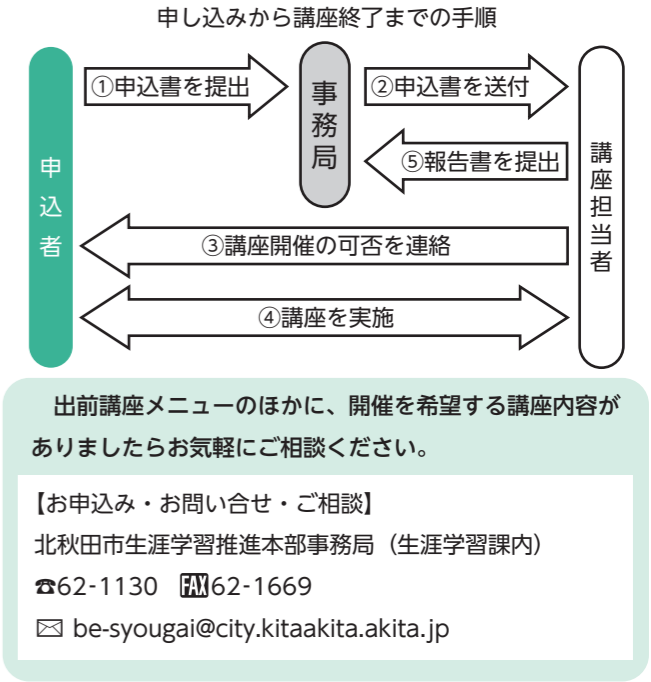 申し込みから講座終了までの手順
①申込書を提出
事務局
②申込書を送付
⑤報告書を提出
申込者
講座担当者
③講座開催の可否を連絡
④講座を実施
出前講座メニューのほかに、開催を希望する講座内容が
ありましたらお気軽にご相談ください。
【お申込み・お問い合せ・ご相談】
北秋田市生涯学習推進本部事務局（生涯学習課内）
☎62-1130 FAX62-1669
✉ be-syougai@city.kitaakita.akita.jp